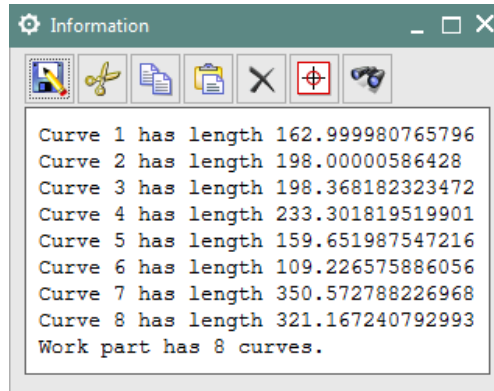 Information
Curve 1 has length 162.999980765796
Curve 2 has length 198.00000586428
Curve 3 has length 198.368182323472
Curve 4 has length 233.301819519901
Curve 5 has length 159.651987547216
Curve 6 has length 109.226575886056
Curve 7 has length 350.572788226968
Curve 8 has length 321.167240792993
Work part has 8 curves.